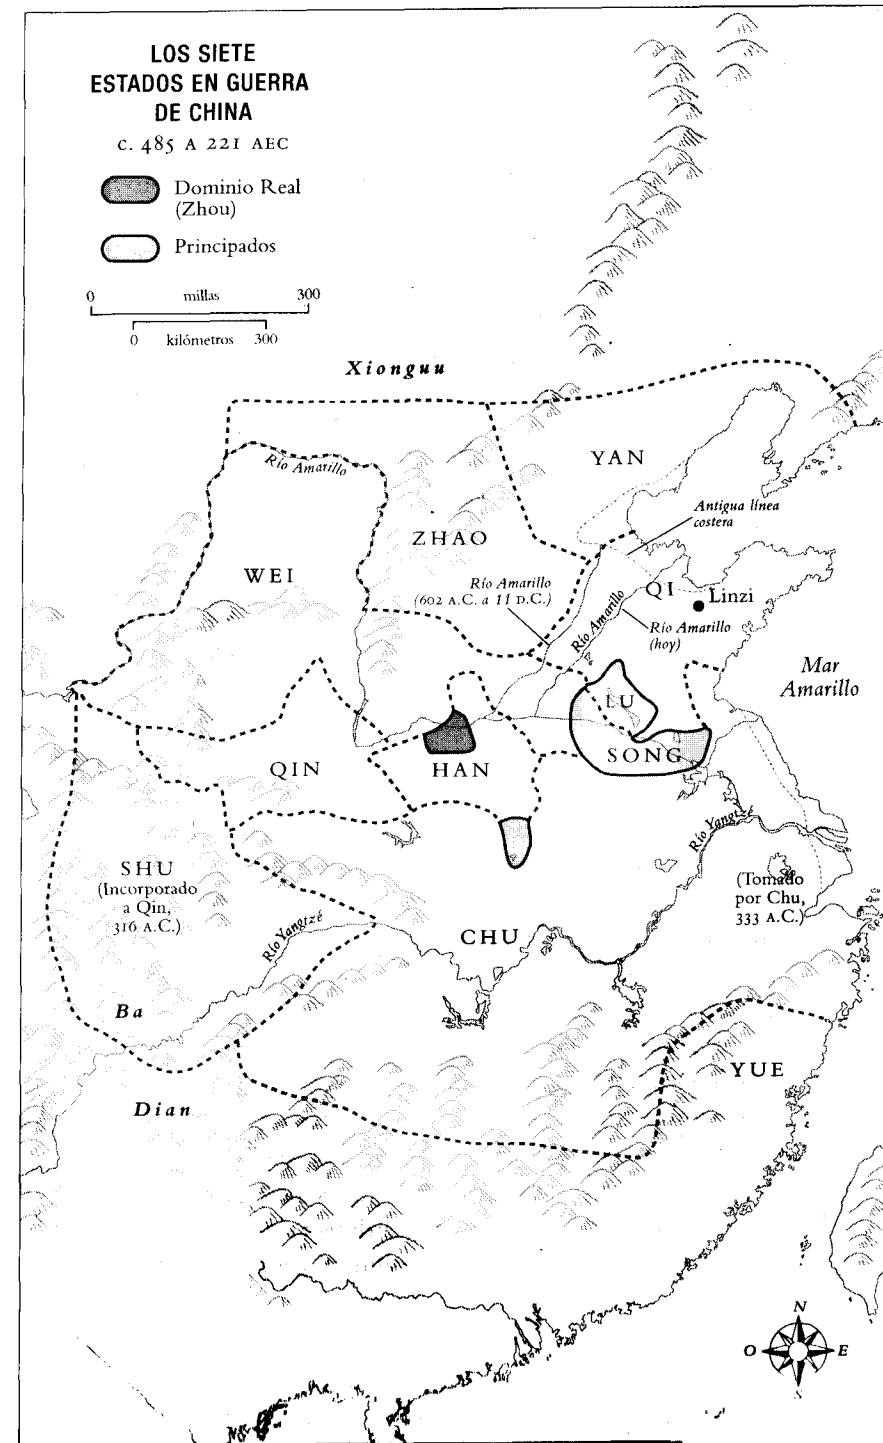 LOS SIETE
ESTADOS EN GUERRA
DE CHINA
C. 485 A 221 AEC
Dominio Real
(Zhou)
Principados
0 millas 300
0 kilómetros 300
Xionguu
Río Amarillo
YAN
Antigua línea
costera
ZHAO
WEI
Río Amarillo
(602 A.C. a 11 D.C.)
QI
Linzi
Río Amarillo
Río Amarillo
(hoy)
Mar
Amarillo
LU
SONG
QIN
HAN
Río Yangtzé
SHU
(Incorporado
a Qin,
316 A.C.)
(Tomado
por Chu,
333 A.C.)
Río Yangtzé
CHU
Ba
YUE
Dian
N
O E
S